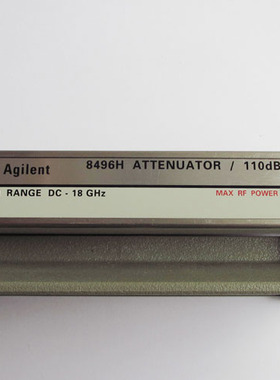 Agilent 8496H ATTENUATOR / 110dB
RANGE DC - 18 GHz MAX RF POWER